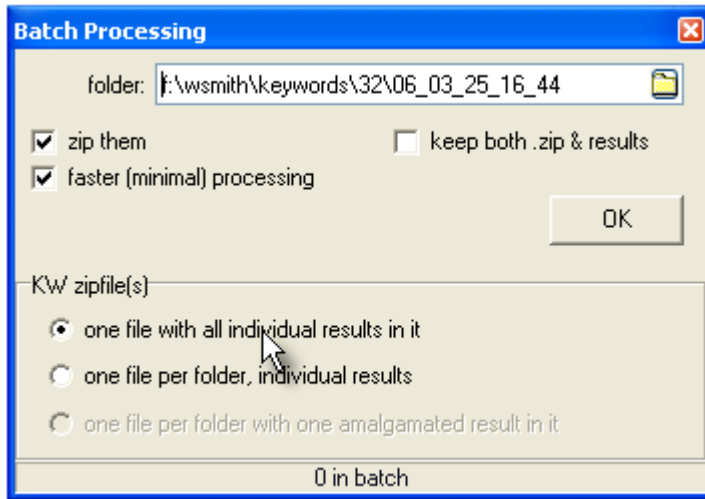 Batch Processing
folder: f:\wsmith\keywords\32\06_03_25_16_44
zip them
keep both .zip & results
faster (minimal) processing
OK
KW zipfile(s)
one file with all individual results in it
one file per folder, individual results
one file per folder with one amalgamated result in it
0 in batch